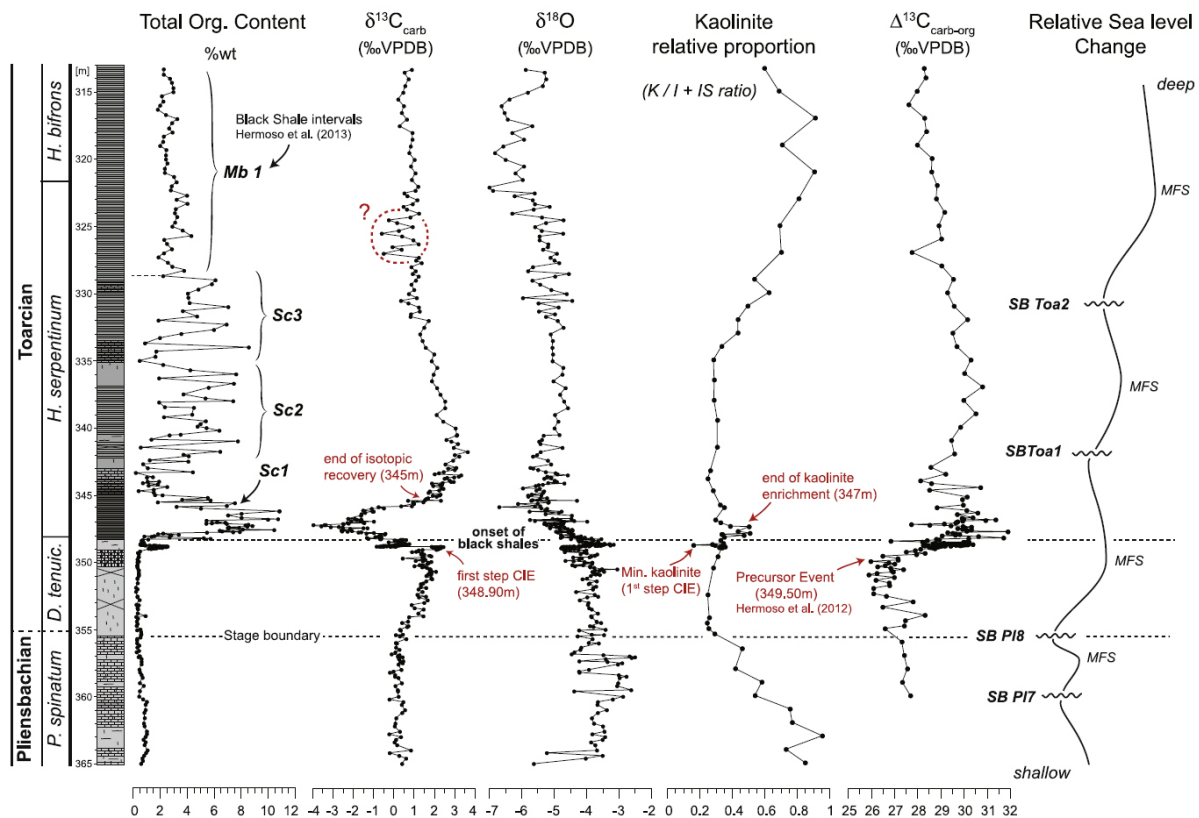 Total Org. Content
%wt
δ¹³Ccarb
(‰VPDB)
δ¹⁸O
(‰VPDB)
Kaolinite
relative proportion
(K / I + IS ratio)
Δ¹³Ccarb-org
(‰VPDB)
Relative Sea level
Change
deep
MFS
SB Toa2
MFS
SBToa1
MFS
SB Pl8
MFS
SB Pl7
shallow
Toarcian
Pliensbachian
H. bifrons
H. serpentinum
D. tenuic.
P. spinatum
[m]
315
320
325
330
335
340
345
350
355
360
365
Black Shale intervals
Hermoso et al. (2013)
Mb 1
Sc3
Sc2
Sc1
?
end of isotopic
recovery (345m)
onset of
black shales
first step CIE
(348.90m)
end of kaolinite
enrichment (347m)
Min. kaolinite
(1st step CIE)
Precursor Event
(349.50m)
Hermoso et al. (2012)
Stage boundary
0 2 4 6 8 10 12
-4 -3 -2 -1 0 1 2 3 4
-7 -6 -5 -4 -3 -2
0 0.2 0.4 0.6 0.8 1
25 26 27 28 29 30 31 32